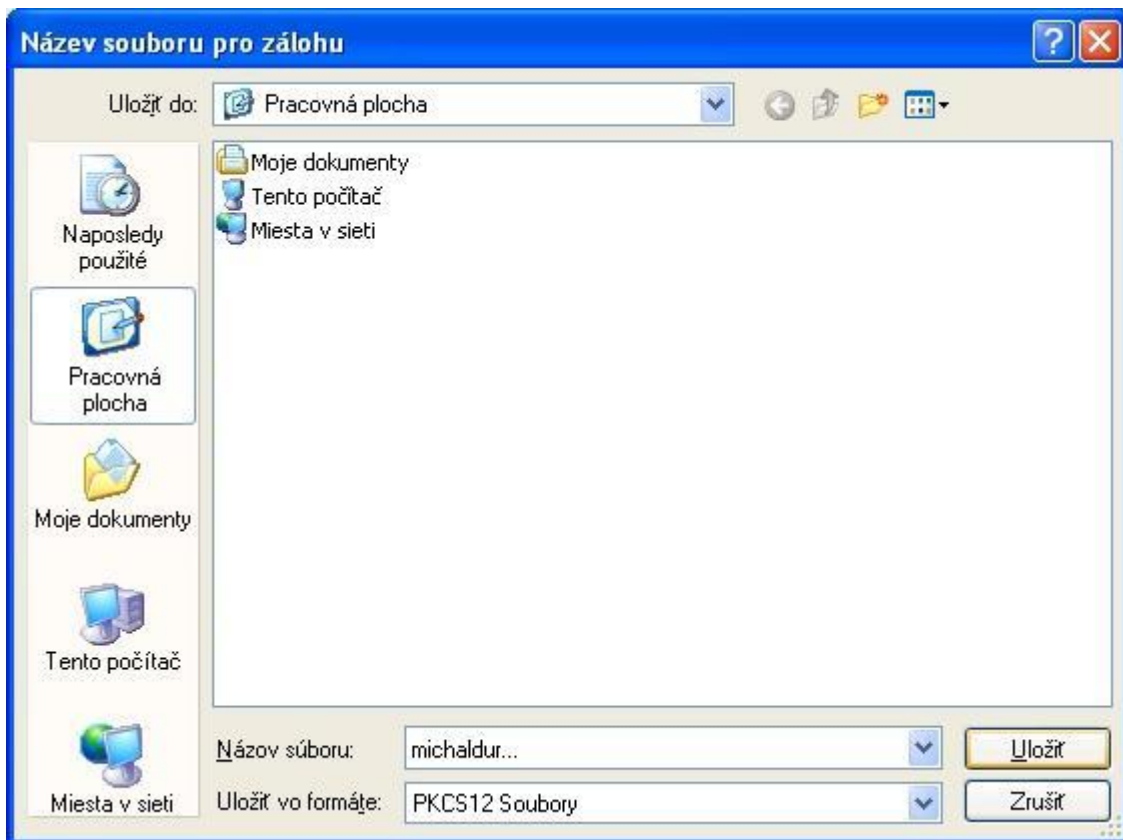 Název souboru pro zálohu
Uložiť do:
Pracovná plocha
Naposledy
použité
Pracovná
plocha
Moje dokumenty
Tento počítač
Miesta v sieti
Moje dokumenty
Tento počítač
Miesta v sieti
Názov súboru:
michaldur...
Uložiť
Uložiť vo formáte:
PKCS12 Soubory
Zrušiť